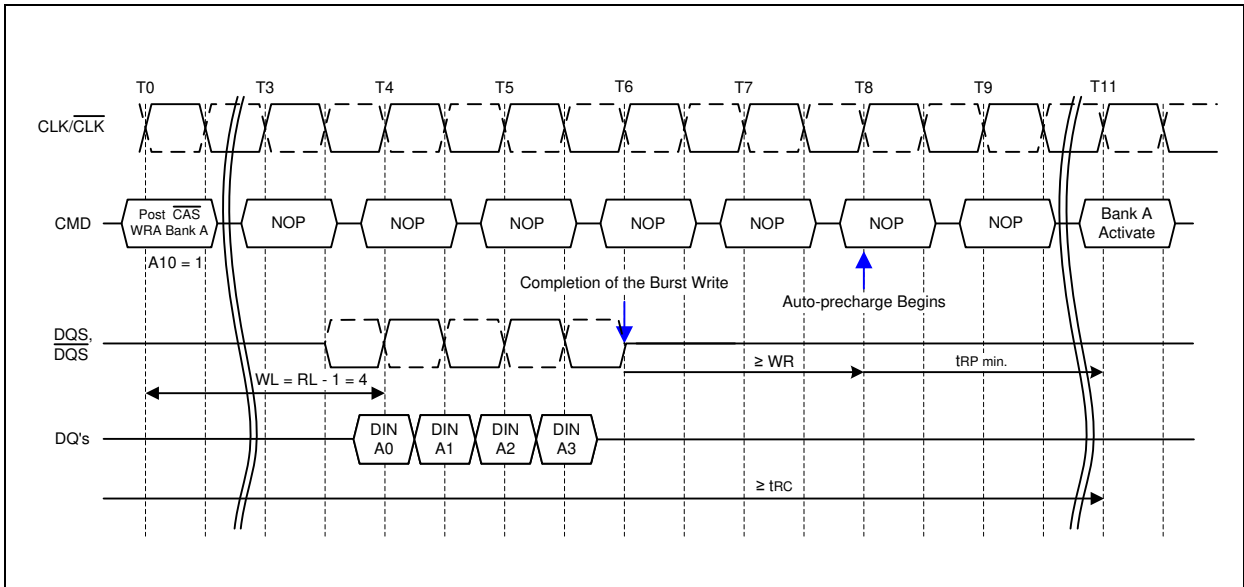 T0 T3 T4 T5 T6 T7 T8 T9 T11
CLK/CLK
CMD
Post CAS
WRA Bank A
NOP NOP NOP NOP NOP NOP NOP
Bank A
Activate
A10 = 1
Completion of the Burst Write
Auto-precharge Begins
DQS,
DQS
WL = RL - 1 = 4
≥ WR
tRP min.
DQ's
DIN
A0
DIN
A1
DIN
A2
DIN
A3
≥ tRC